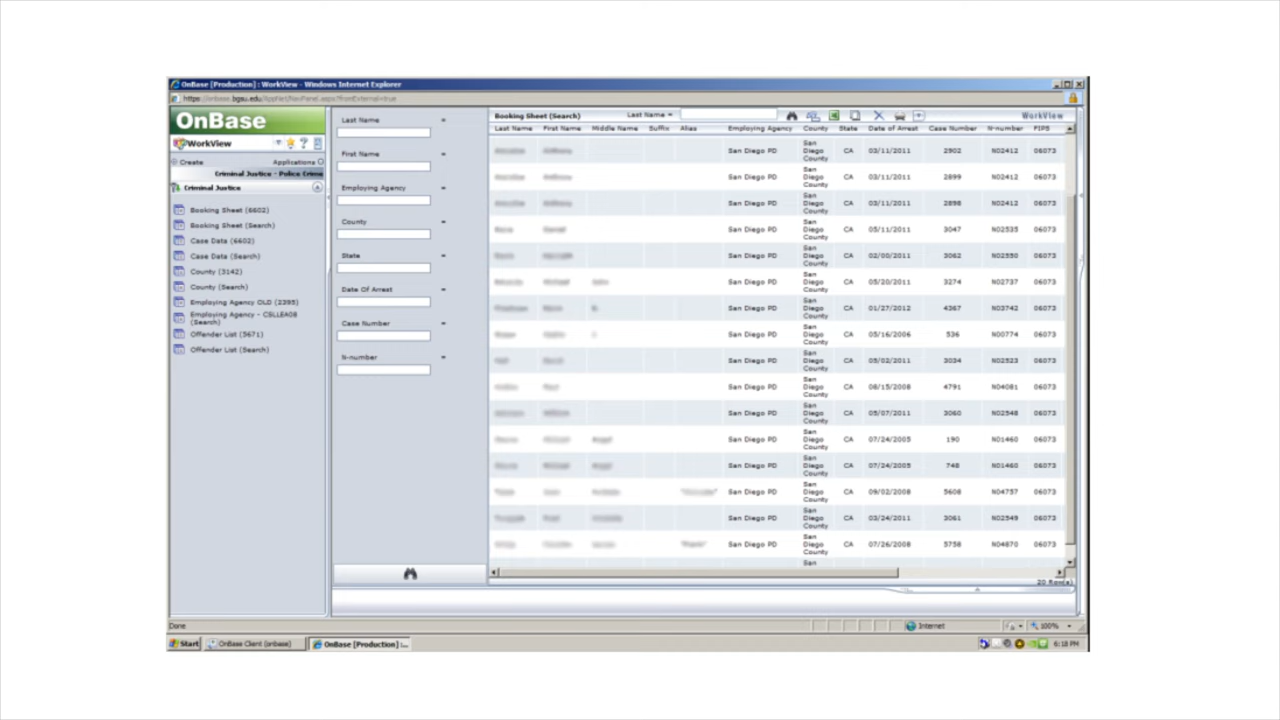 OnBase [Production] : WorkView - Windows Internet Explorer
https://onbase.bgsu.edu/AppNet/NavPanel.aspx?fromExternal=true
OnBase
WorkView
Create Applications
Criminal Justice - Police Crime
Criminal Justice
Booking Sheet (6602)
Booking Sheet (Search)
Case Data (6602)
Case Data (Search)
County (3142)
County (Search)
Employing Agency OLD (2395)
Employing Agency - CSLLEA08
(Search)
Offender List (5671)
Offender List (Search)
Last Name =
First Name =
Employing Agency =
County =
State =
Date Of Arrest =
Case Number =
N-number =
Booking Sheet (Search) Last Name = WorkView
Last Name First Name Middle Name Suffix Alias Employing Agency County State Date of Arrest Case Number N-number FIPS
San Diego PD San Diego County CA 03/11/2011 2902 N02412 06073
San Diego PD San Diego County CA 03/11/2011 2899 N02412 06073
San Diego PD San Diego County CA 03/11/2011 2898 N02412 06073
San Diego PD San Diego County CA 05/11/2011 3047 N02535 06073
San Diego PD San Diego County CA 02/00/2011 3062 N02550 06073
San Diego PD San Diego County CA 05/20/2011 3274 N02737 06073
San Diego PD San Diego County CA 01/27/2012 4367 N03742 06073
San Diego PD San Diego County CA 05/16/2006 536 N00774 06073
San Diego PD San Diego County CA 05/02/2011 3034 N02523 06073
San Diego PD San Diego County CA 08/15/2008 4791 N04081 06073
San Diego PD San Diego County CA 05/07/2011 3060 N02548 06073
San Diego PD San Diego County CA 07/24/2005 190 N01460 06073
San Diego PD San Diego County CA 07/24/2005 748 N01460 06073
San Diego PD San Diego County CA 09/02/2008 5608 N04757 06073
San Diego PD San Diego County CA 03/24/2011 3061 N02549 06073
San Diego PD San Diego County CA 07/26/2008 5758 N04870 06073
San
20 Row(s)
Done Internet 100%
Start OnBase Client (onbase) OnBase [Production] :... 6:18 PM